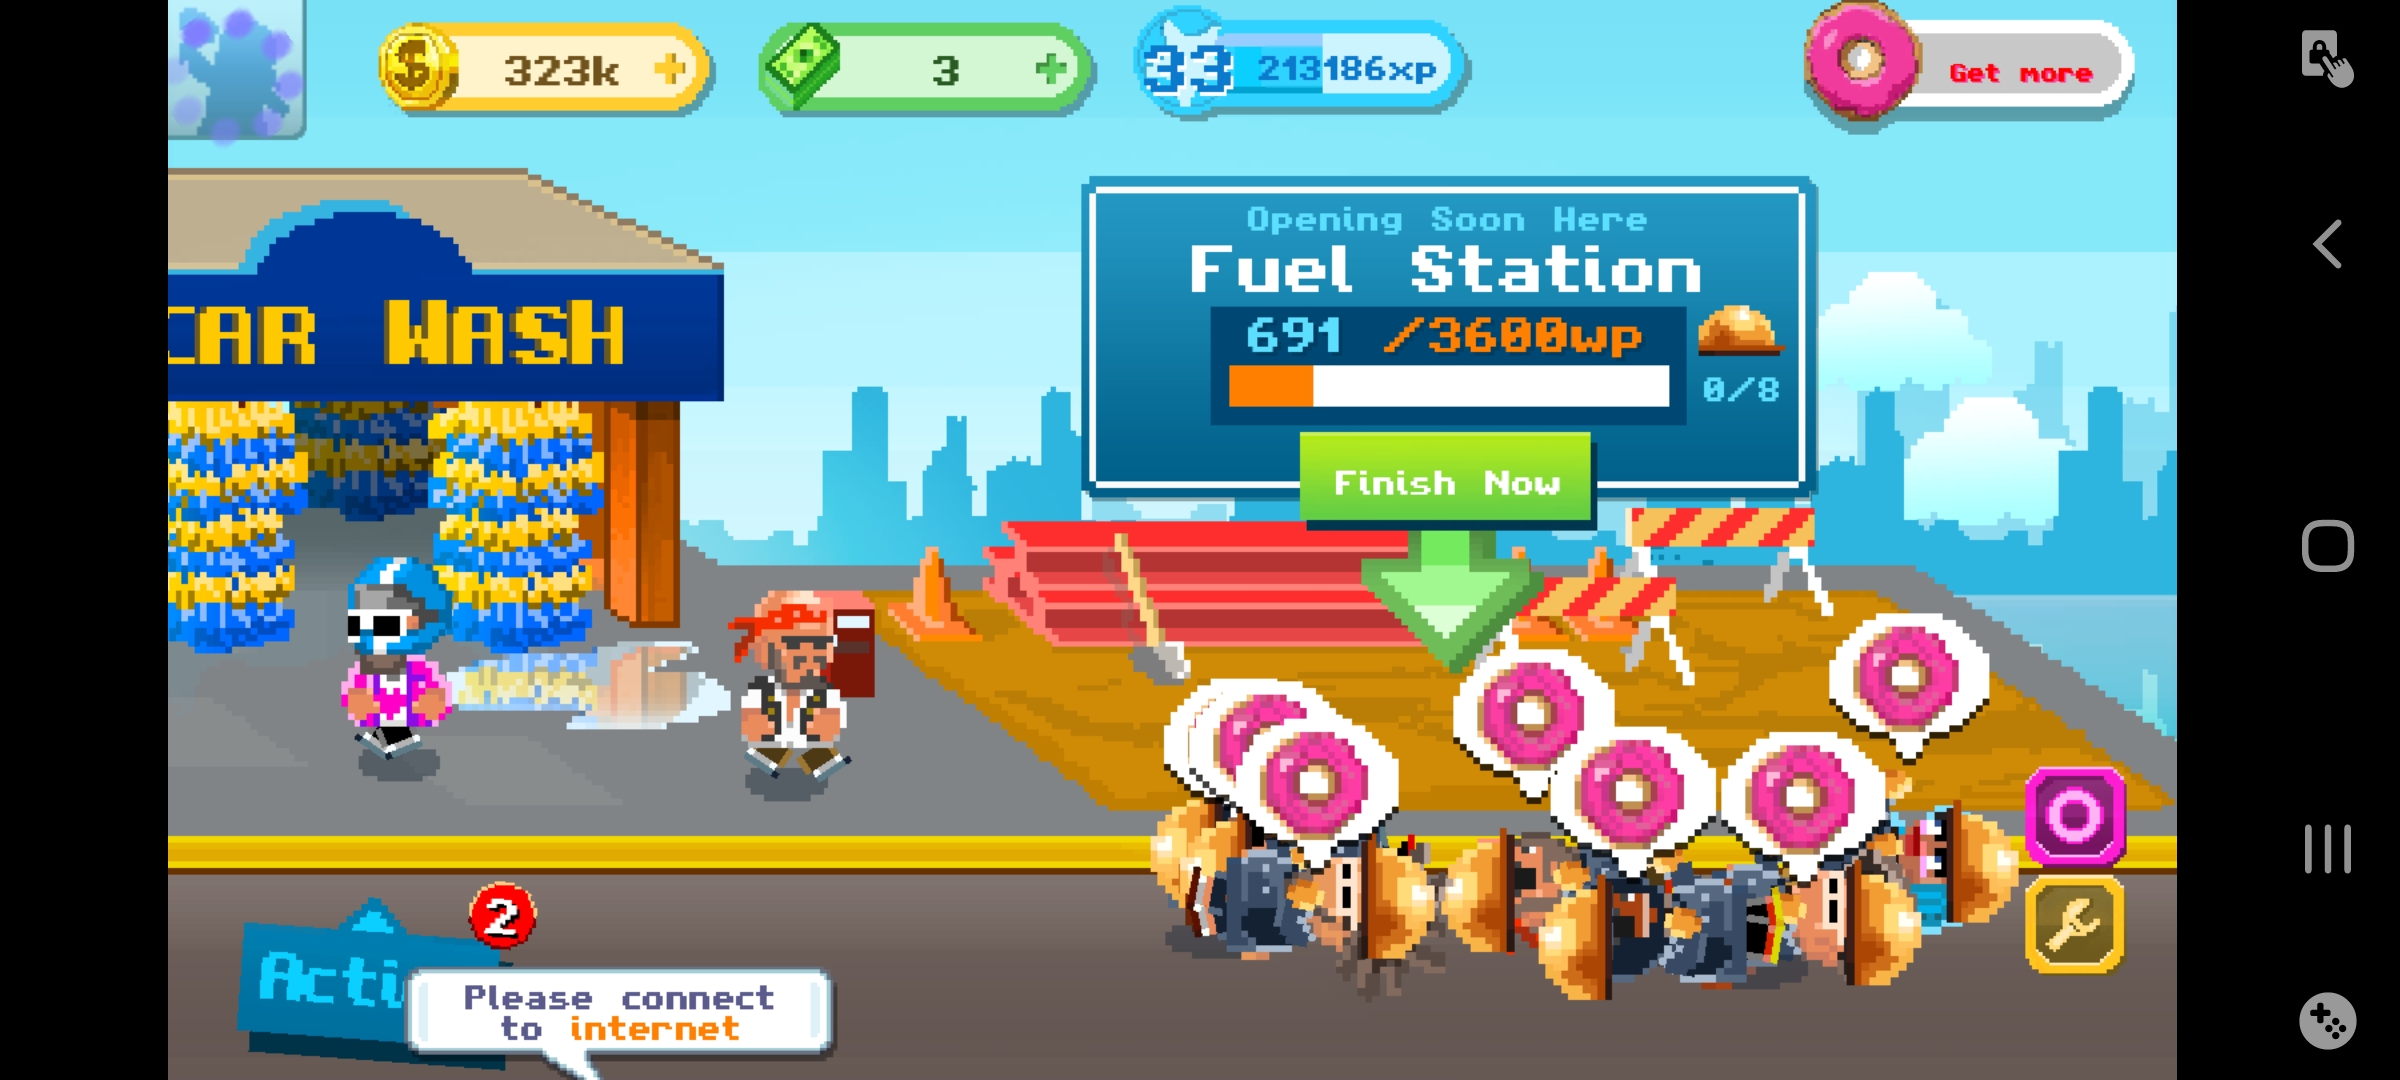 323k
3
33
213186xp
Get more
Opening Soon Here
Fuel Station
691 /3600wp
0/8
Finish Now
CAR WASH
2
Acti
Please connect
to internet